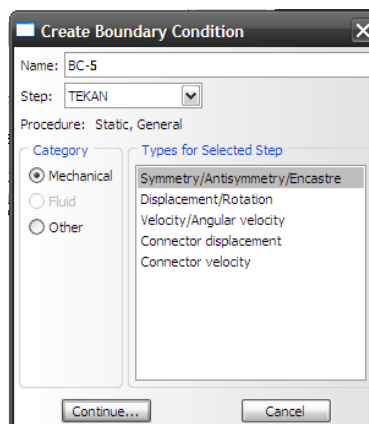 Create Boundary Condition
Name: BC-5
Step: TEKAN
Procedure: Static, General
Category
Mechanical
Fluid
Other
Types for Selected Step
Symmetry/Antisymmetry/Encastre
Displacement/Rotation
Velocity/Angular velocity
Connector displacement
Connector velocity
Continue...
Cancel